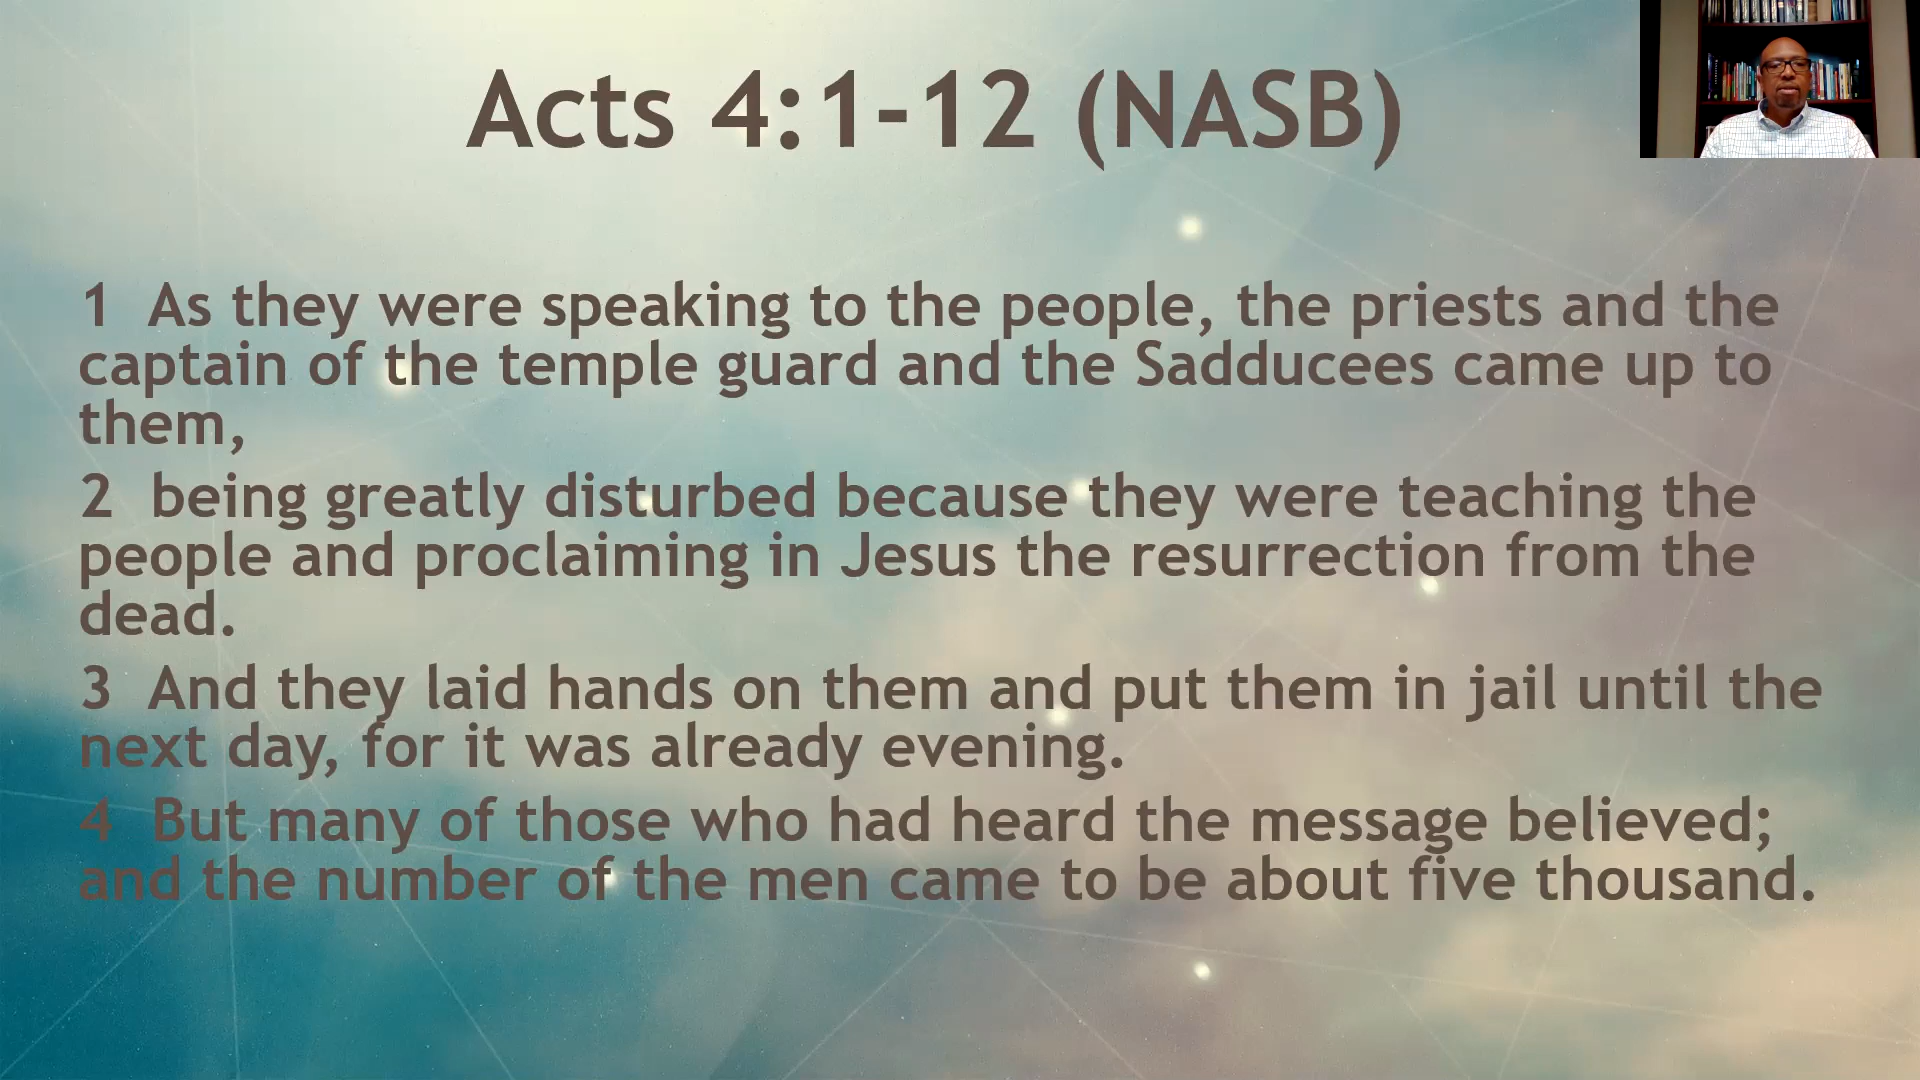 Acts 4:1-12 (NASB)
1 As they were speaking to the people, the priests and the
captain of the temple guard and the Sadducees came up to
them,
2 being greatly disturbed because they were teaching the
people and proclaiming in Jesus the resurrection from the
dead.
3 And they laid hands on them and put them in jail until the
next day, for it was already evening.
4 But many of those who had heard the message believed;
and the number of the men came to be about five thousand.